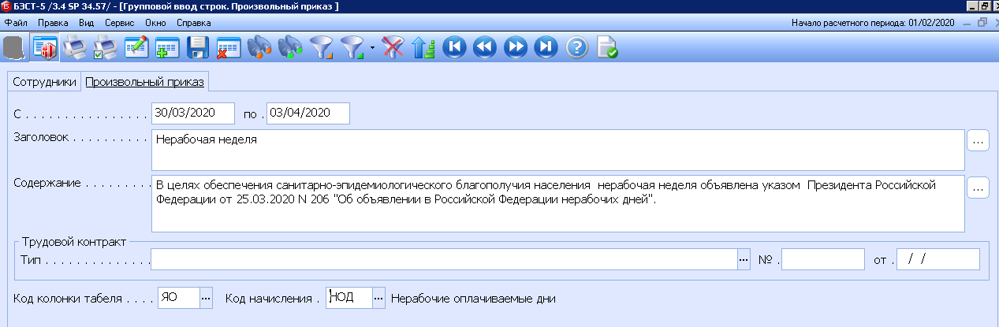 БЭСТ-5 /3.4 SP 34.57/ - [Групповой ввод строк. Произвольный приказ ]
Файл Правка Вид Сервис Окно Справка Начало расчетного периода: 01/02/2020
Сотрудники Произвольный приказ
С . . . . . . . . . . . . . . . . 30/03/2020 по . 03/04/2020
Заголовок . . . . . . . . . . Нерабочая неделя ...
Содержание . . . . . . . . . В целях обеспечения санитарно-эпидемиологического благополучия населения нерабочая неделя объявлена указом Президента Российской ...
Федерации от 25.03.2020 N 206 "Об объявлении в Российской Федерации нерабочих дней".
Трудовой контракт
Тип . . . . . . . . . . . . . . ... № . от . / /
Код колонки табеля . . . . ЯО ... Код начисления . НОД ... Нерабочие оплачиваемые дни